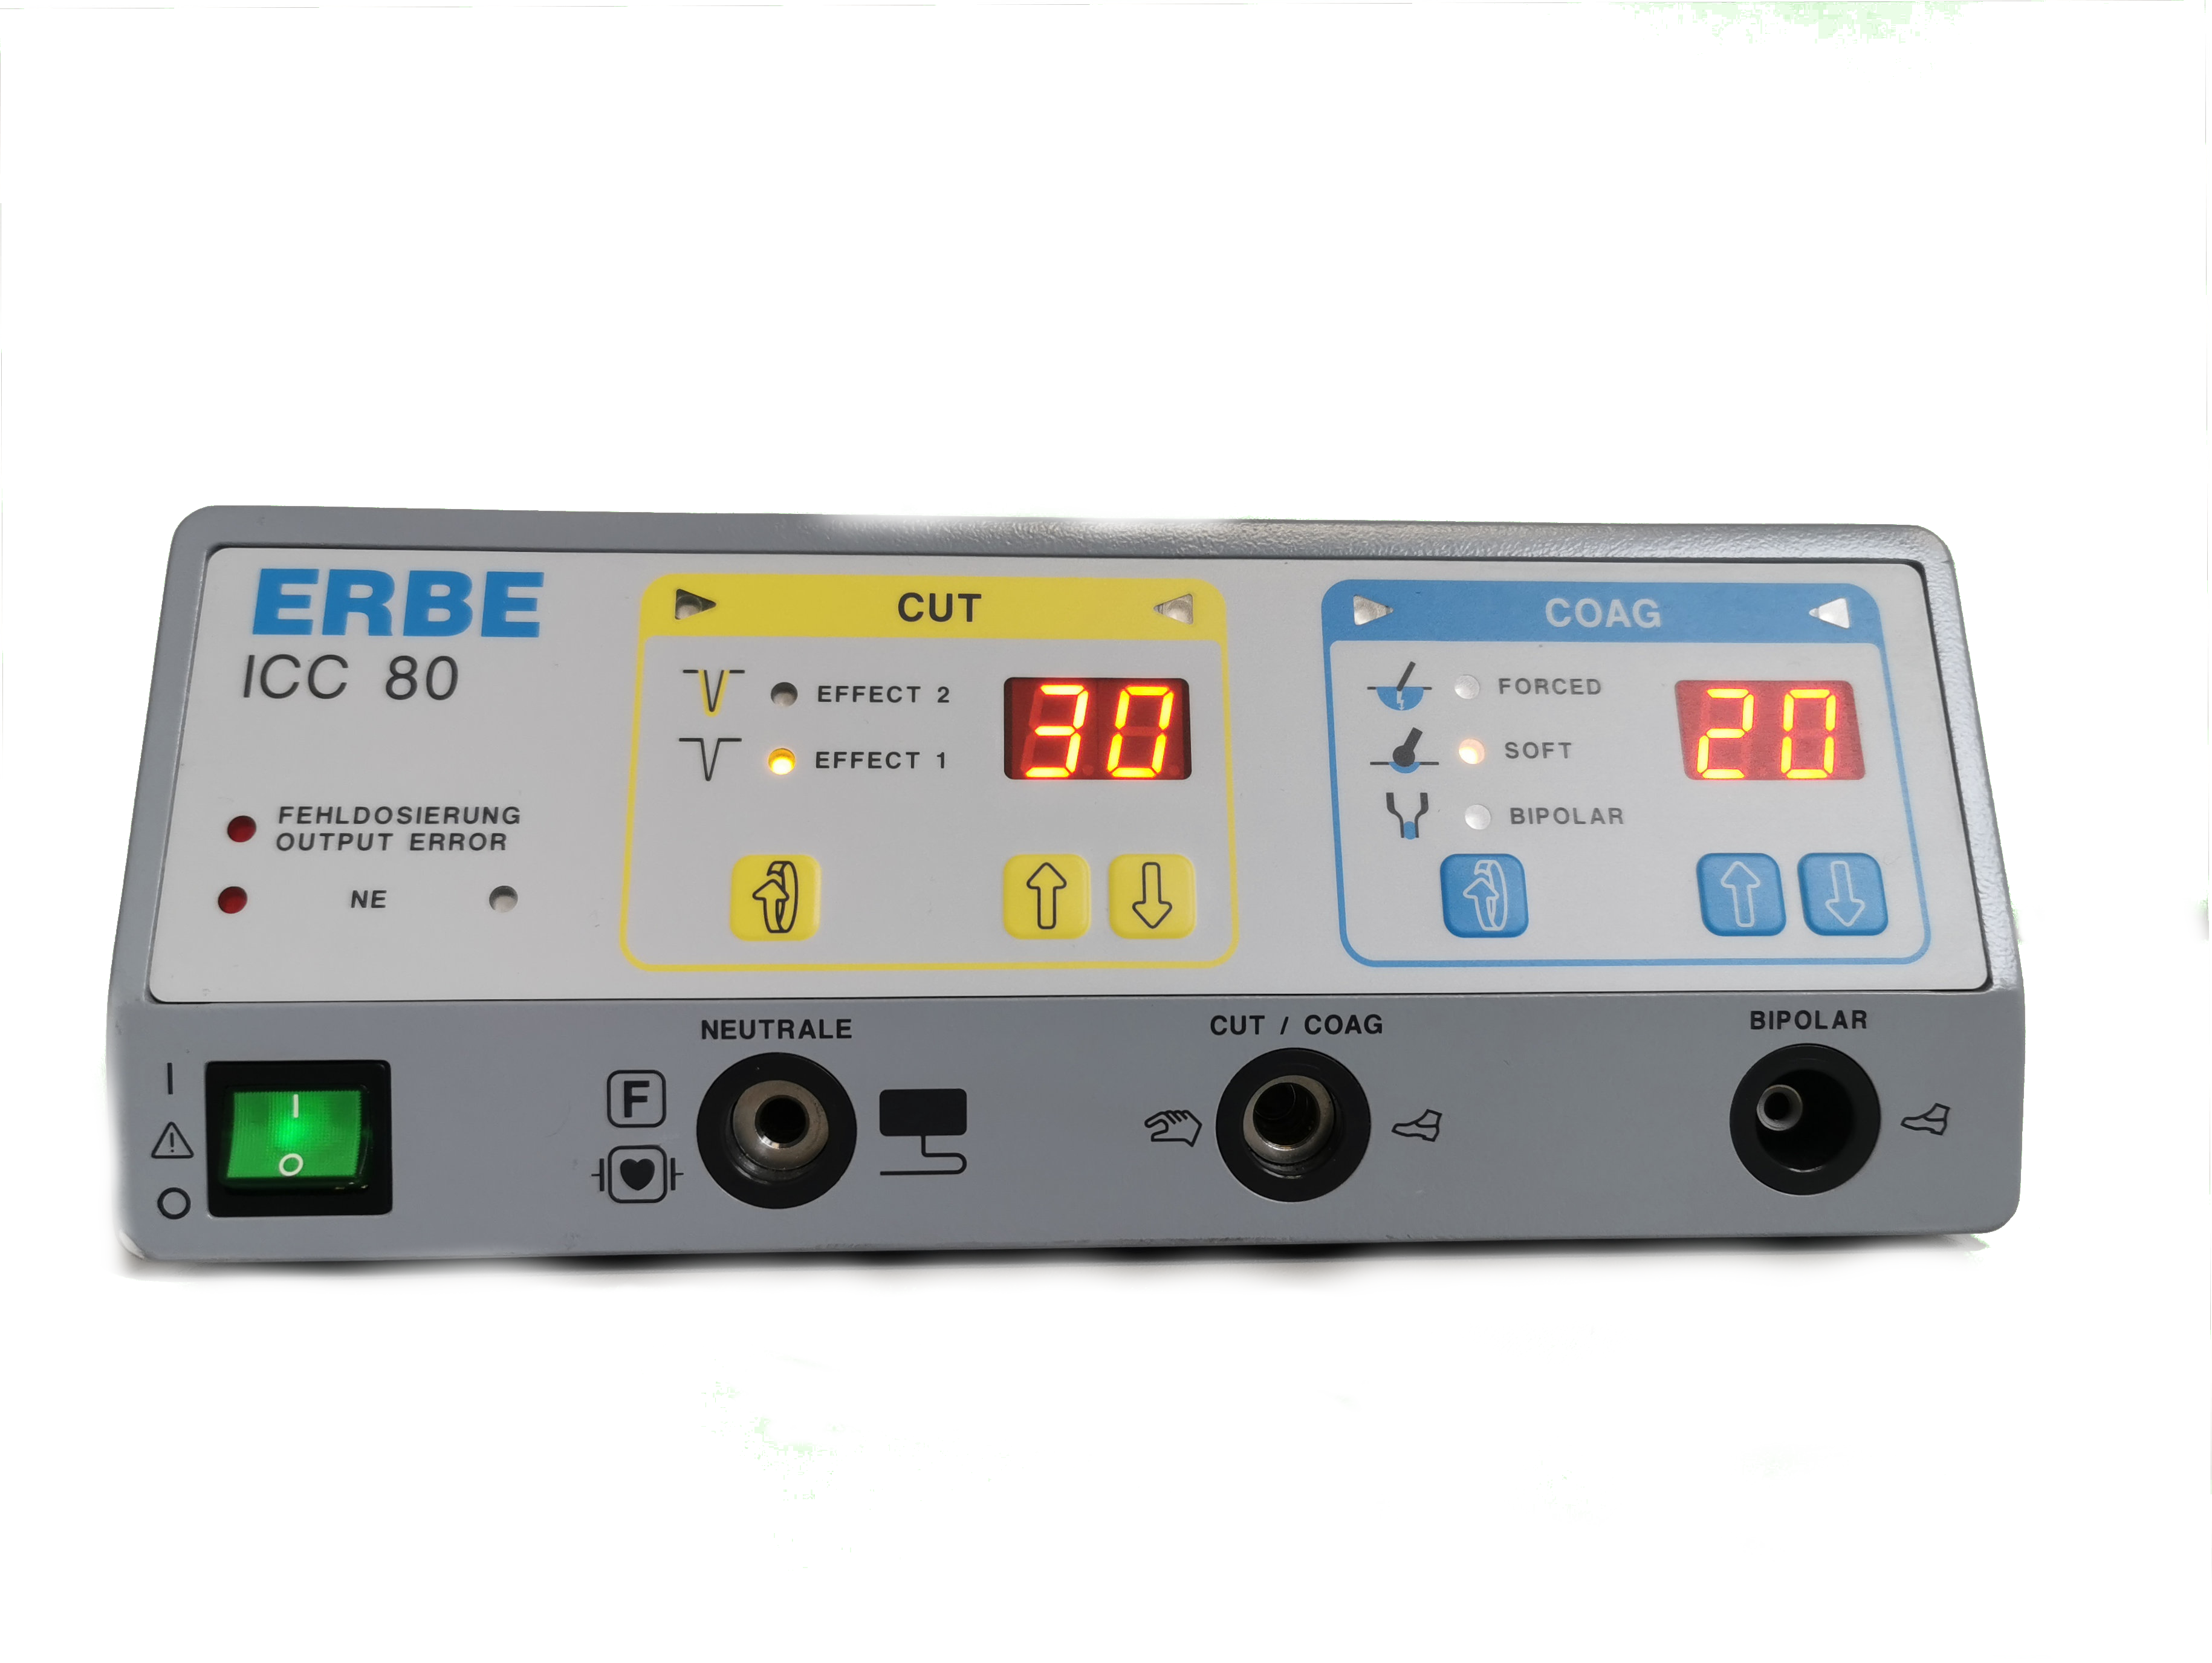 ERBE
ICC 80
FEHLDOSIERUNG
OUTPUT ERROR
NE
CUT
EFFECT 2
EFFECT 1
30
COAG
FORCED
SOFT
BIPOLAR
20
NEUTRALE
CUT / COAG
BIPOLAR
F
I
O
I
O